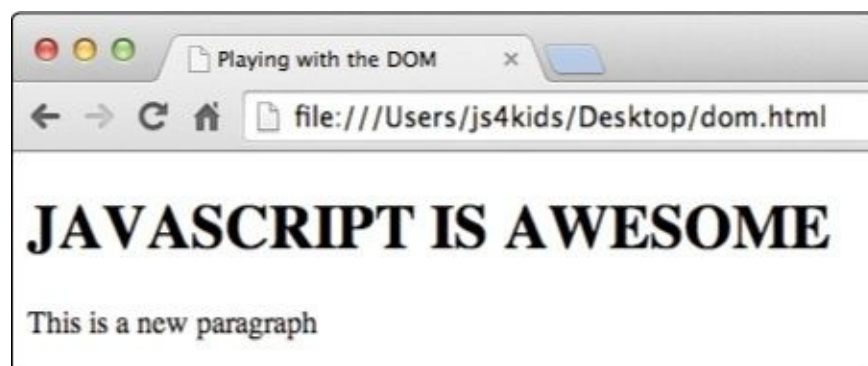 Playing with the DOM
file:///Users/js4kids/Desktop/dom.html
JAVASCRIPT IS AWESOME
This is a new paragraph